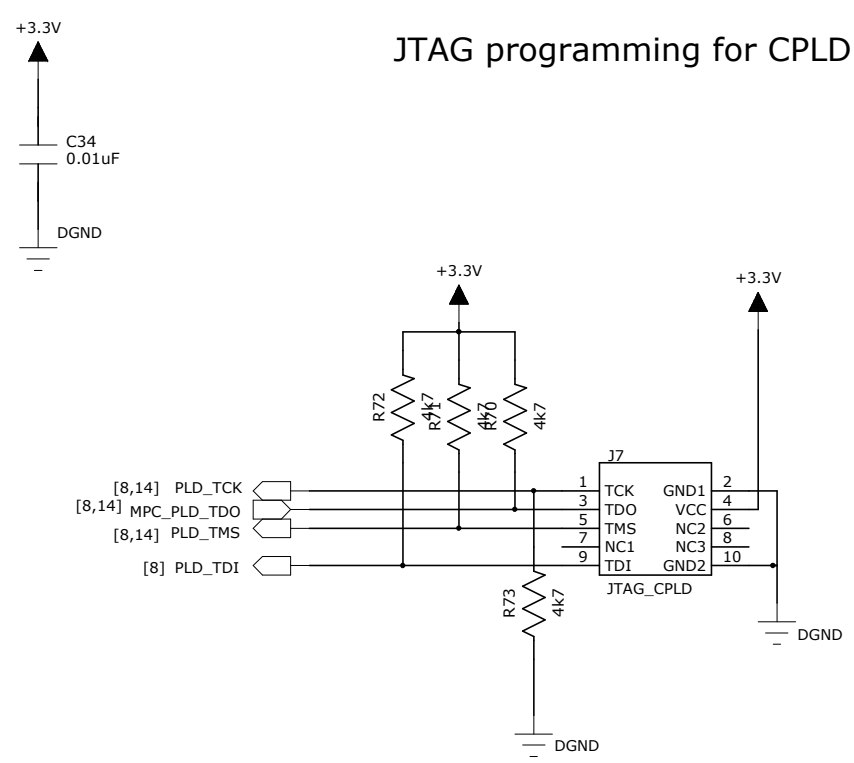 +3.3V
JTAG programming for CPLD
C34
0.01uF
DGND
+3.3V
+3.3V
R72
4k7
R71
4k7
R70
4k7
J7
[8,14] PLD_TCK
1
TCK
GND1
2
[8,14] MPC_PLD_TDO
3
TDO
VCC
4
[8,14] PLD_TMS
5
TMS
NC2
6
7
NC1
NC3
8
[8] PLD_TDI
9
TDI
GND2
10
JTAG_CPLD
R73
4k7
DGND
DGND